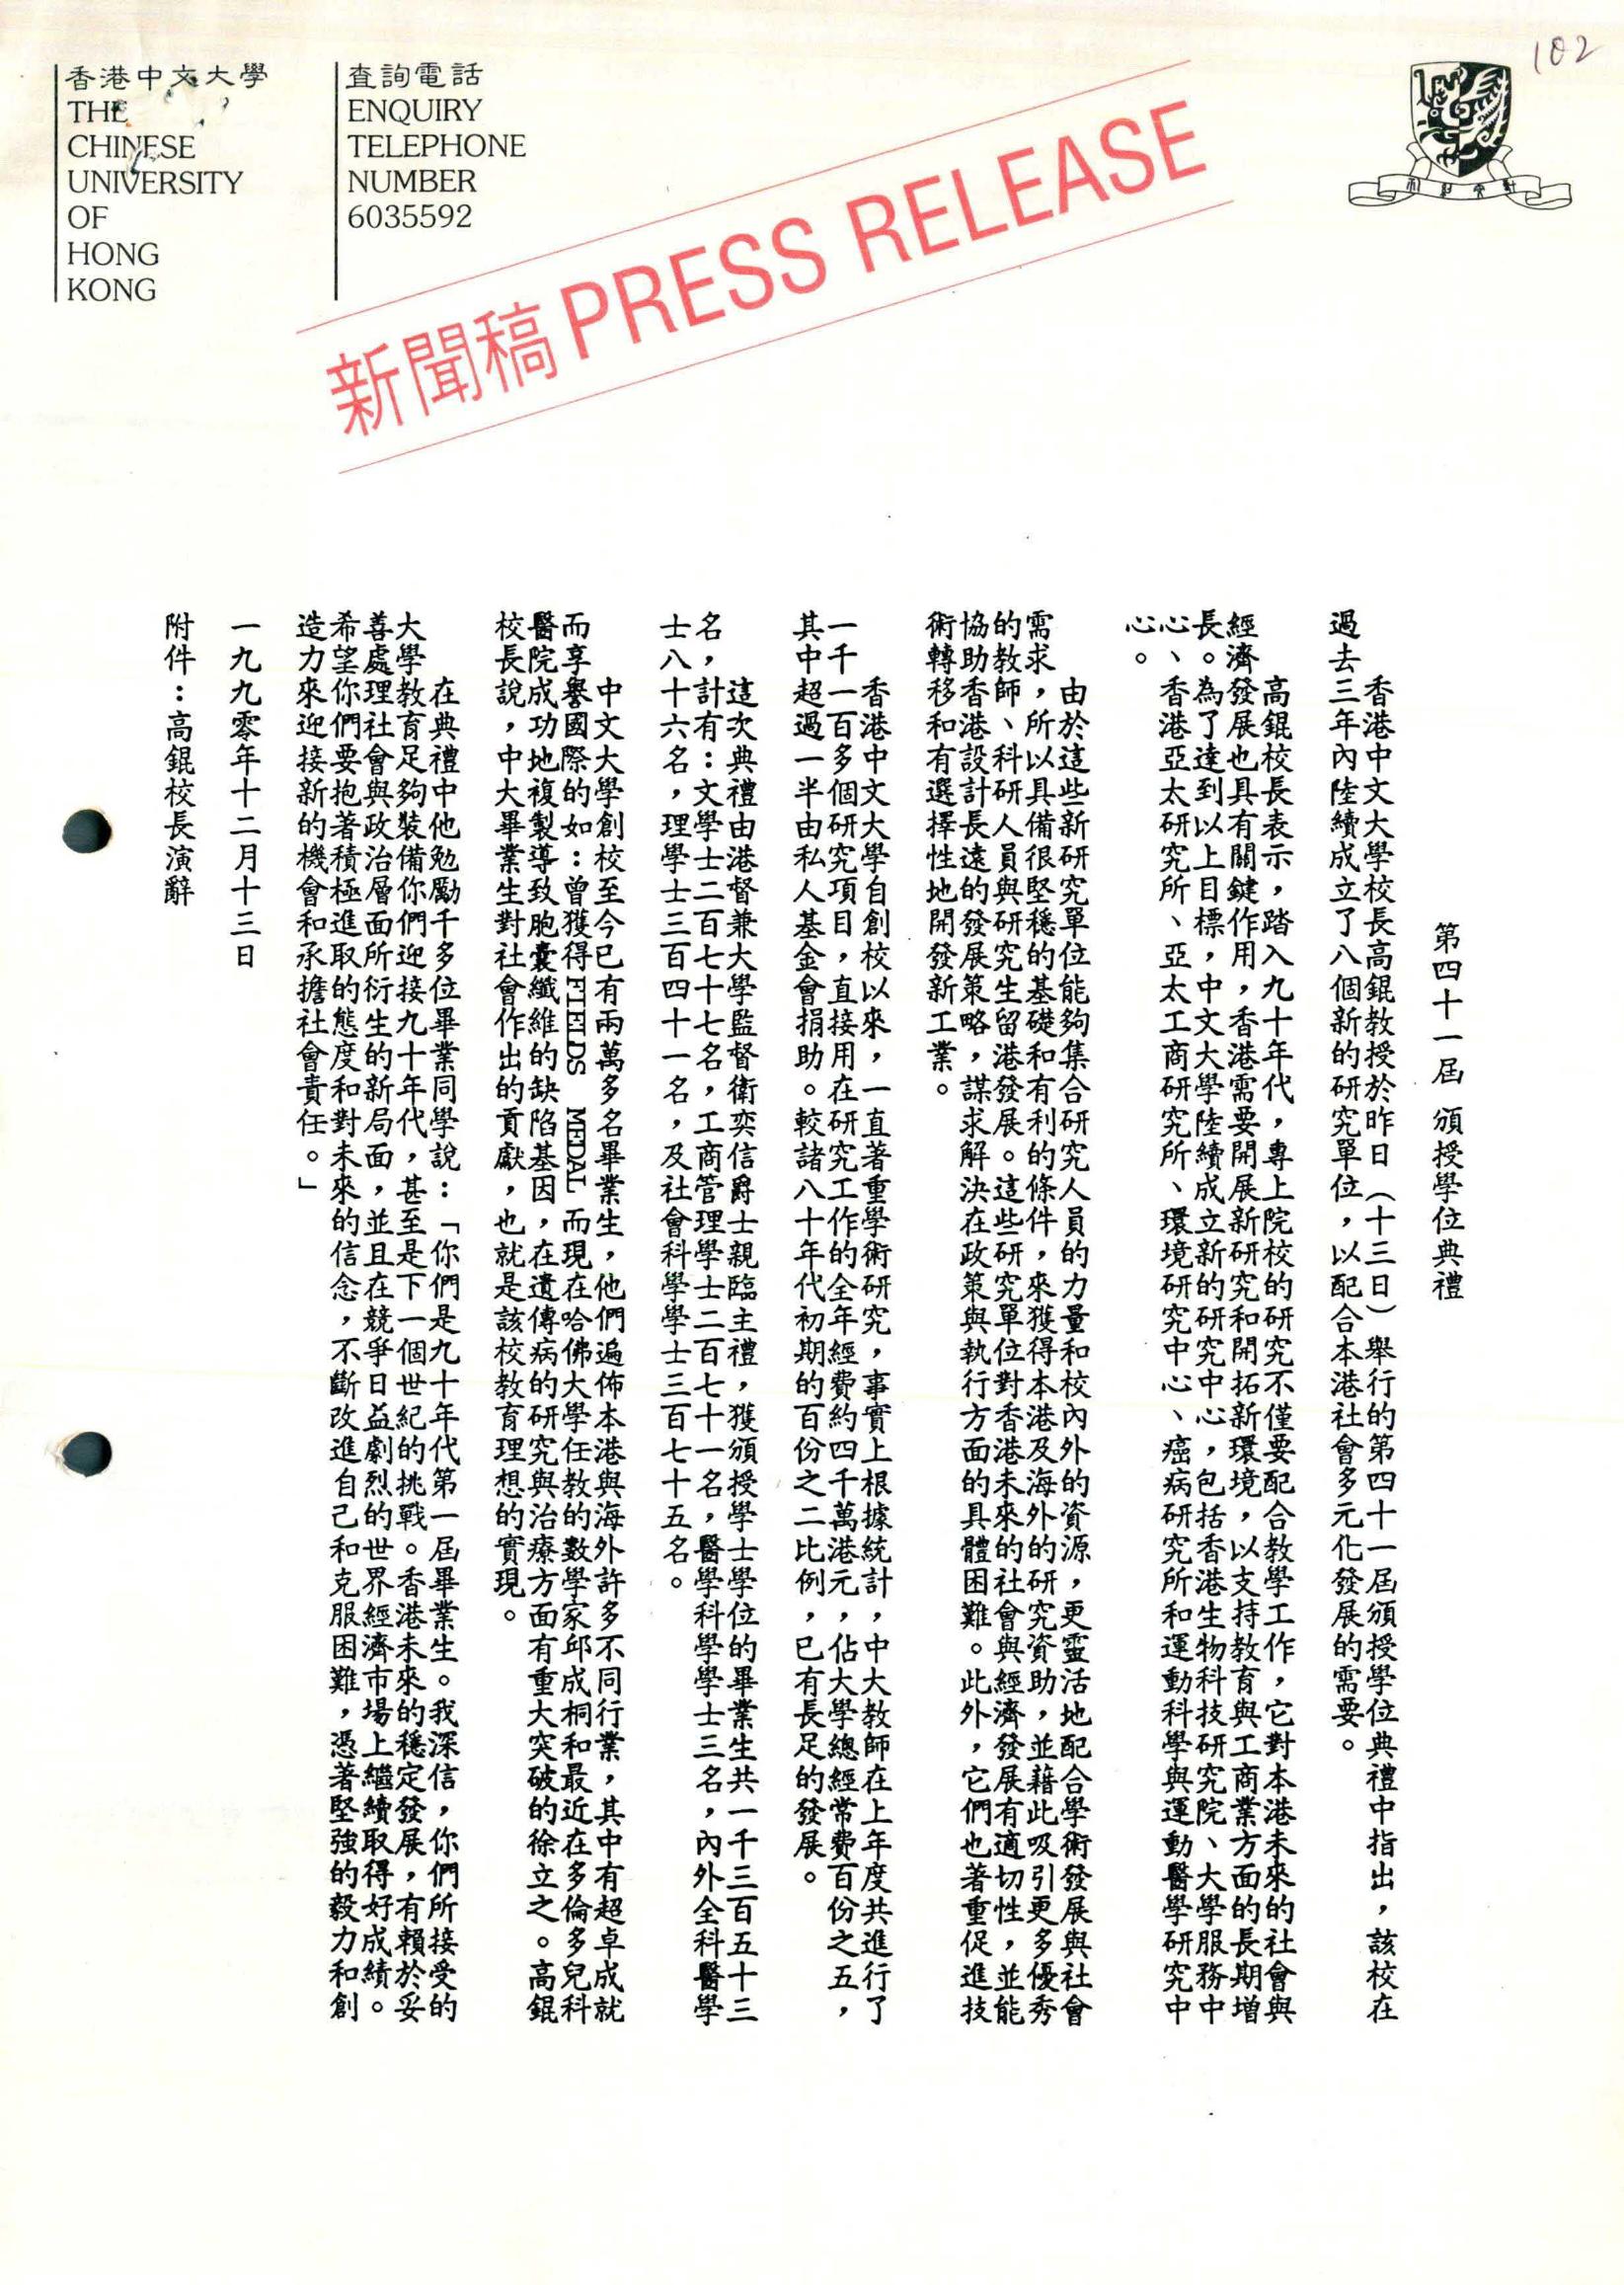 102
香港中文大學
THE
CHINESE
UNIVERSITY
OF
HONG
KONG
查詢電話
ENQUIRY
TELEPHONE
NUMBER
6035592
新聞稿 PRESS RELEASE
第四十一屆 頒授學位典禮
香港中文大學校長高錕教授於昨日（十三日）舉行的第四十一屆頒授學位典禮中指出，該校在
過去三年內陸續成立了八個新的研究單位，以配合本港社會多元化發展的需要。
高錕校長表示，踏入九十年代，專上院校的研究不僅要配合教學工作，它對本港未來的社會與
經濟發展也具有關鍵作用，香港需要開展新研究和開拓新環境，以支持教育與工商業方面的長期增
長。為了達到以上目標，中文大學陸續成立新的研究中心，包括香港生物科技研究院、大學服務中
心、香港亞太研究所、亞太工商研究所、環境研究中心、癌病研究所和運動科學與運動醫學研究中
心。
由於這些新研究單位能夠集合研究人員的力量和校內外的資源，更靈活地配合學術發展與社會
需求，所以具備很堅穩的基礎和有利的條件，來獲得本港及海外的研究資助，並藉此吸引更多優秀
的教師、科研人員與研究生留港發展。這些研究單位對香港未來的社會與經濟發展有適切性，並能
協助香港設計長遠的發展策略，謀求解決在政策與執行方面的具體困難。此外，它們也著重促進技
術轉移和有選擇性地開發新工業。
香港中文大學自創校以來，一直著重學術研究，事實上根據統計，中大教師在上年度共進行了
一千一百多個研究項目，直接用在研究工作的全年經費約四千萬港元，佔大學總經常費百份之五，
其中超過一半由私人基金會捐助。較諸八十年代初期的百份之二比例，已有長足的發展。
這次典禮由港督兼大學監督衛奕信爵士親臨主禮，獲頒授學士學位的畢業生共一千三百五十三
名，計有：文學士二百七十七名，工商管理學士二百七十一名，醫學科學學士三名，內外全科醫學
士八十六名，理學士三百四十一名，及社會科學學士三百七十五名。
中文大學創校至今已有兩萬多名畢業生，他們遍佈本港與海外許多不同行業，其中有超卓成就
而享譽國際的如：曾獲得FIELDS MEDAL而現在哈佛大學任教的數學家邱成桐和最近在多倫多兒科
醫院成功地複製導致胞囊纖維的缺陷基因，在遺傳病的研究與治療方面有重大突破的徐立之。高錕
校長說，中大畢業生對社會作出的貢獻，也就是該校教育理想的實現。
在典禮中他勉勵千多位畢業同學說：「你們是九十年代第一屆畢業生。我深信，你們所接受的
大學教育足夠裝備你們迎接九十年代，甚至是下一個世紀的挑戰。香港未來的穩定發展，有賴於妥
善處理社會與政治層面所衍生的新局面，並且在競爭日益劇烈的世界經濟市場上繼續取得好成績。
希望你們要抱著積極進取的態度和對未來的信念，不斷改進自己和克服困難，憑著堅強的毅力和創
造力來迎接新的機會和承擔社會責任。」
一九九零年十二月十三日
附件：高錕校長演辭